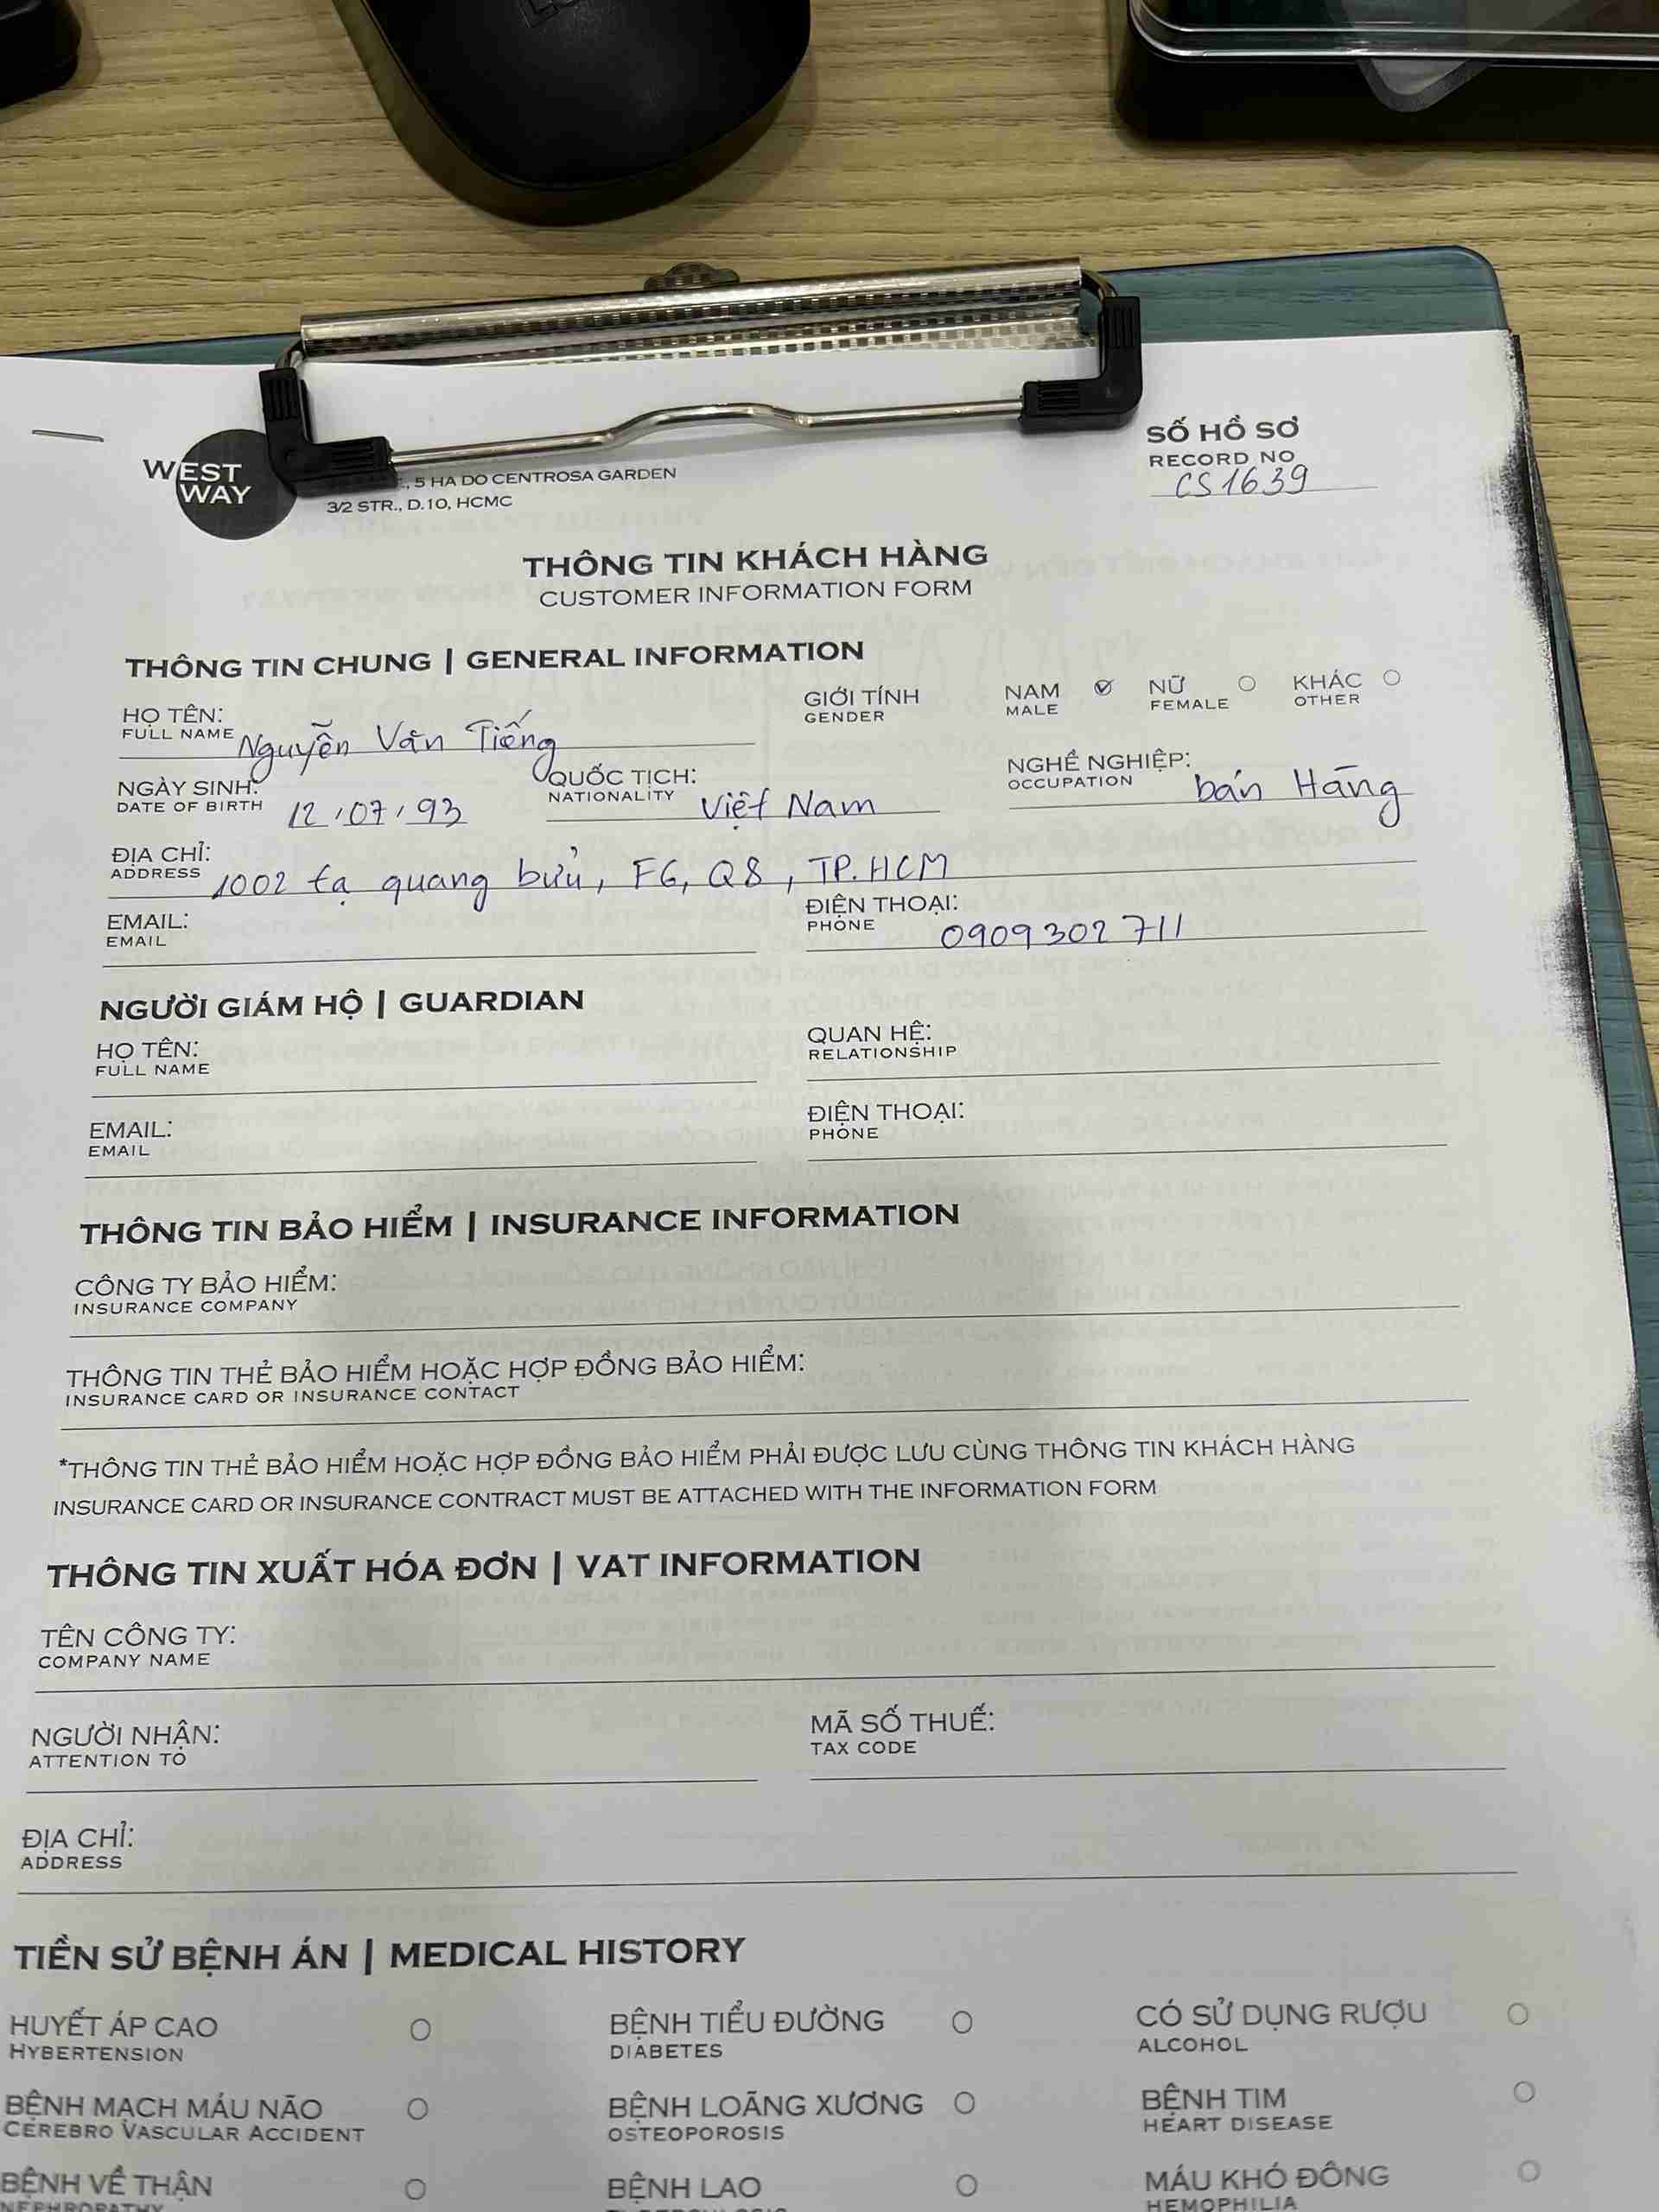 WEST
WAY
., 5 HA DO CENTROSA GARDEN
3/2 STR., D.10, HCMC
SỐ HỒ SƠ
RECORD NO
CS1639
THÔNG TIN KHÁCH HÀNG
CUSTOMER INFORMATION FORM
THÔNG TIN CHUNG | GENERAL INFORMATION
HỌ TÊN: Nguyễn Văn Tiếng
FULL NAME
GIỚI TÍNH NAM NỮ KHÁC
GENDER MALE FEMALE OTHER
NGÀY SINH: 12/07/93 QUỐC TỊCH: Việt Nam NGHỀ NGHIỆP: bán Hàng
DATE OF BIRTH NATIONALITY OCCUPATION
ĐỊA CHỈ: 1002 tạ quang bửu, F6, Q8, TP.HCM
ADDRESS
EMAIL: ĐIỆN THOẠI: 0909302711
EMAIL PHONE
NGƯỜI GIÁM HỘ | GUARDIAN
HỌ TÊN: QUAN HỆ:
FULL NAME RELATIONSHIP
EMAIL: ĐIỆN THOẠI:
EMAIL PHONE
THÔNG TIN BẢO HIỂM | INSURANCE INFORMATION
CÔNG TY BẢO HIỂM:
INSURANCE COMPANY
THÔNG TIN THẺ BẢO HIỂM HOẶC HỢP ĐỒNG BẢO HIỂM:
INSURANCE CARD OR INSURANCE CONTACT
*THÔNG TIN THẺ BẢO HIỂM HOẶC HỢP ĐỒNG BẢO HIỂM PHẢI ĐƯỢC LƯU CÙNG THÔNG TIN KHÁCH HÀNG
INSURANCE CARD OR INSURANCE CONTRACT MUST BE ATTACHED WITH THE INFORMATION FORM
THÔNG TIN XUẤT HÓA ĐƠN | VAT INFORMATION
TÊN CÔNG TY:
COMPANY NAME
NGƯỜI NHẬN: MÃ SỐ THUẾ:
ATTENTION TO TAX CODE
ĐỊA CHỈ:
ADDRESS
TIỀN SỬ BỆNH ÁN | MEDICAL HISTORY
HUYẾT ÁP CAO BỆNH TIỂU ĐƯỜNG CÓ SỬ DỤNG RƯỢU
HYBERTENSION DIABETES ALCOHOL
BỆNH MẠCH MÁU NÃO BỆNH LOÃNG XƯƠNG BỆNH TIM
CEREBRO VASCULAR ACCIDENT OSTEOPOROSIS HEART DISEASE
BỆNH VỀ THẬN BỆNH LAO MÁU KHÓ ĐÔNG
NEPHROPATHY HEMOPHILIA